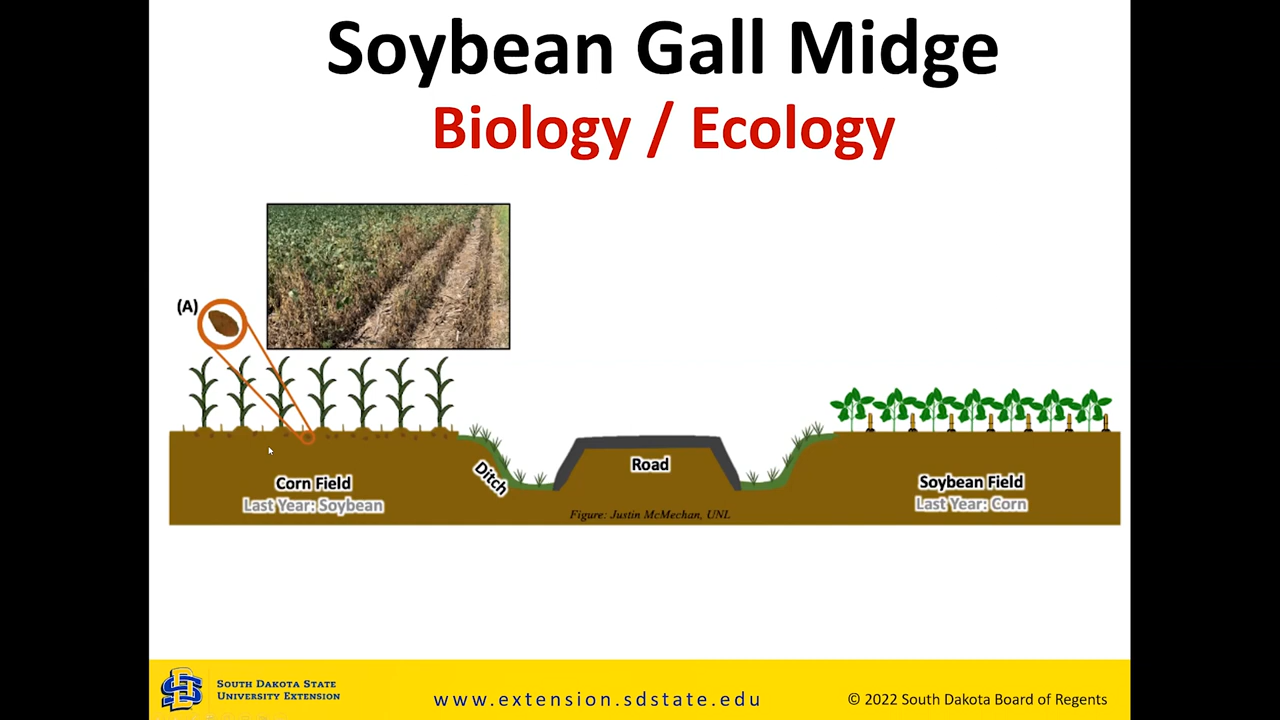 Soybean Gall Midge
Biology / Ecology
(A)
Corn Field
Last Year: Soybean
Ditch
Road
Figure: Justin McMechan, UNL
Soybean Field
Last Year: Corn
SOUTH DAKOTA STATE
UNIVERSITY EXTENSION
www.extension.sdstate.edu
© 2022 South Dakota Board of Regents